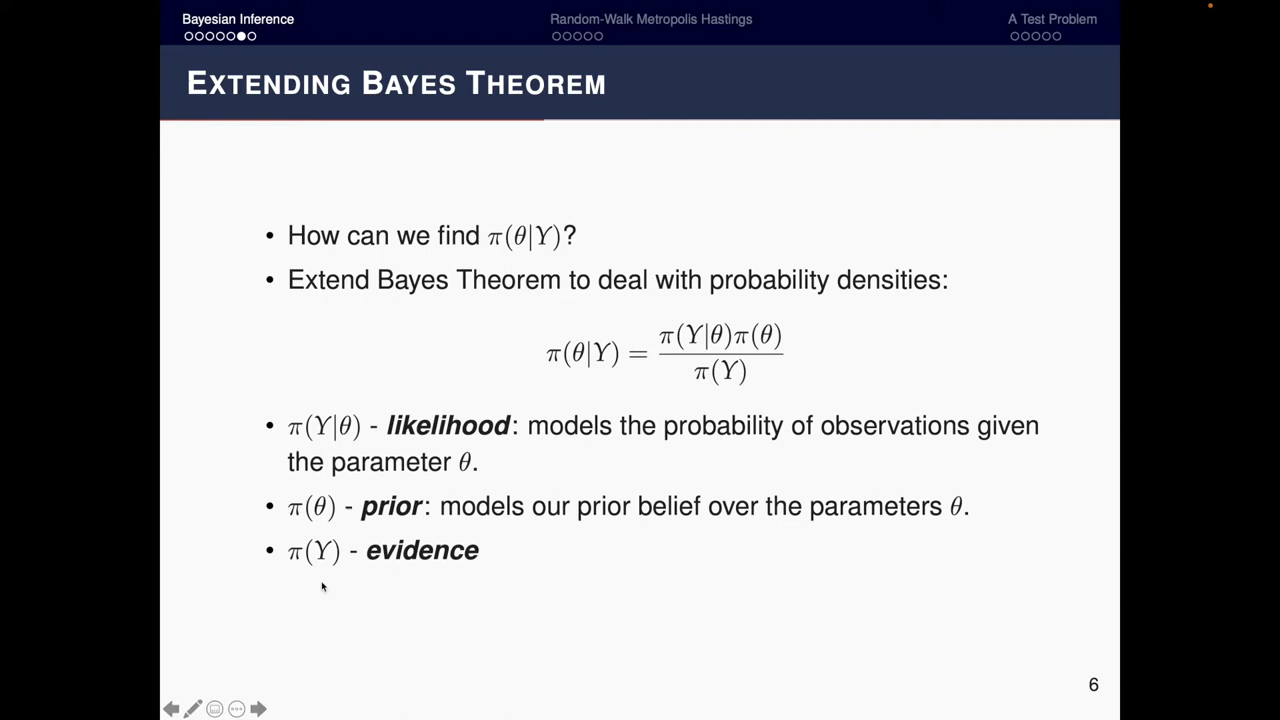 Bayesian Inference
Random-Walk Metropolis Hastings
A Test Problem
EXTENDING BAYES THEOREM
• How can we find π(θ|Y)?
• Extend Bayes Theorem to deal with probability densities:
π(θ|Y) = π(Y|θ)π(θ) / π(Y)
• π(Y|θ) - likelihood: models the probability of observations given
the parameter θ.
• π(θ) - prior: models our prior belief over the parameters θ.
• π(Y) - evidence
6